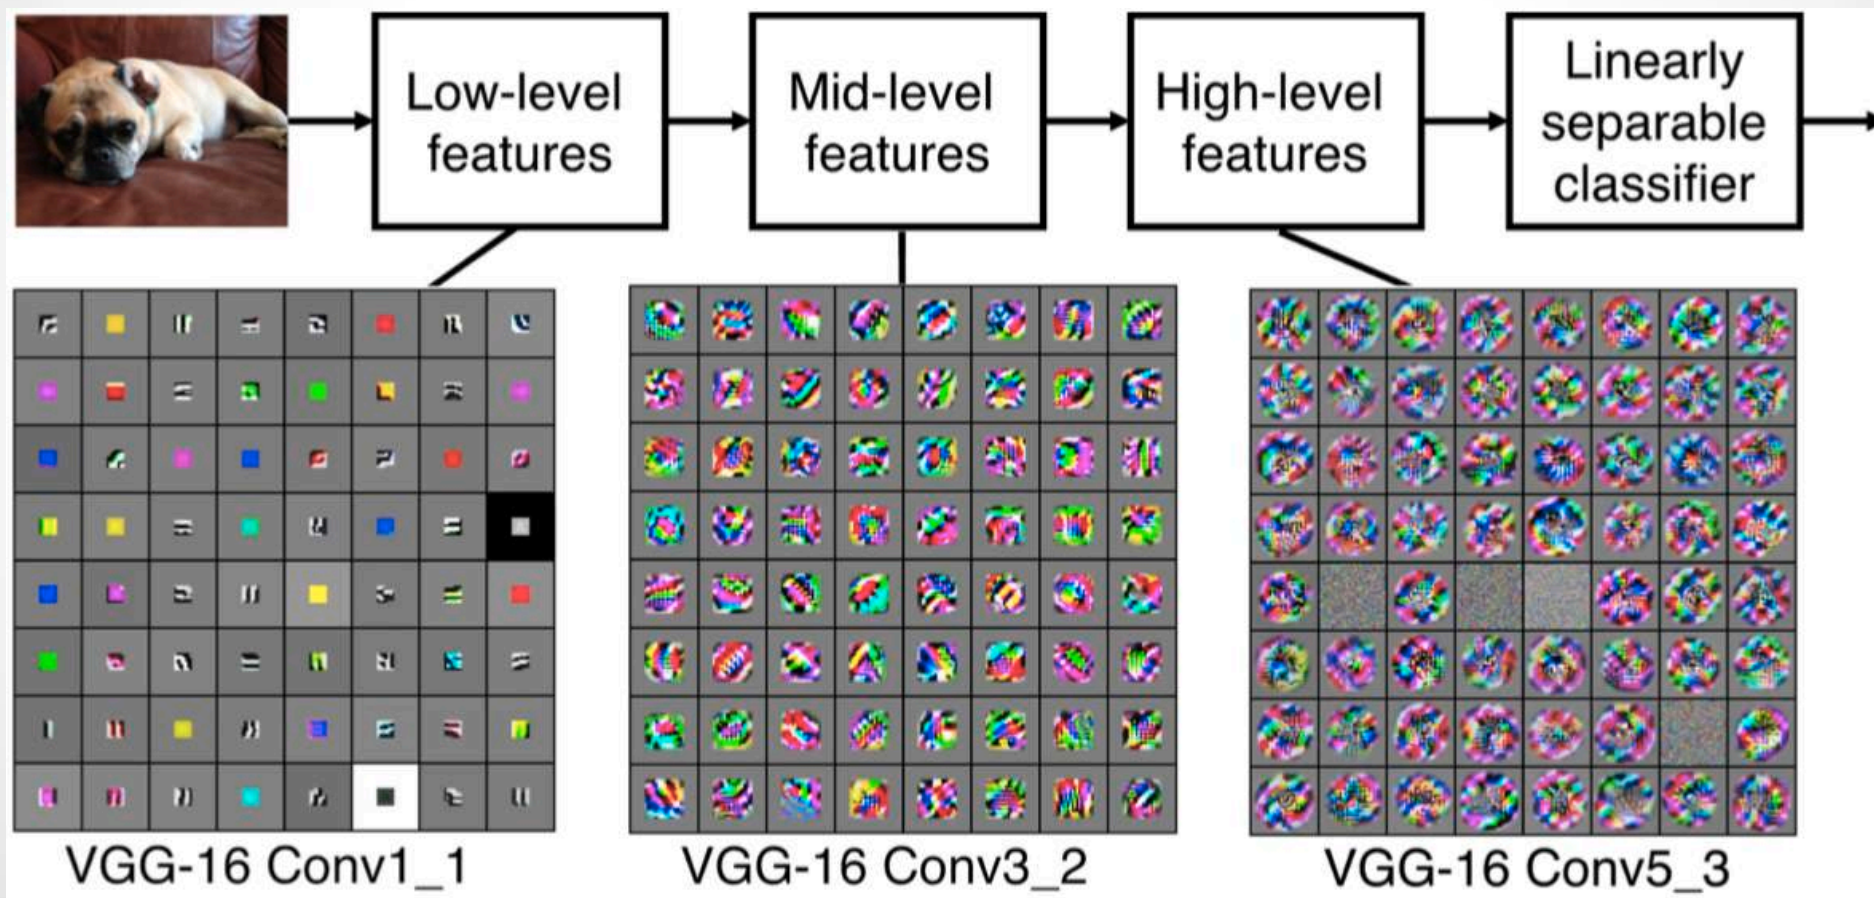 Low-level
features
Mid-level
features
High-level
features
Linearly
separable
classifier
VGG-16 Conv1_1
VGG-16 Conv3_2
VGG-16 Conv5_3